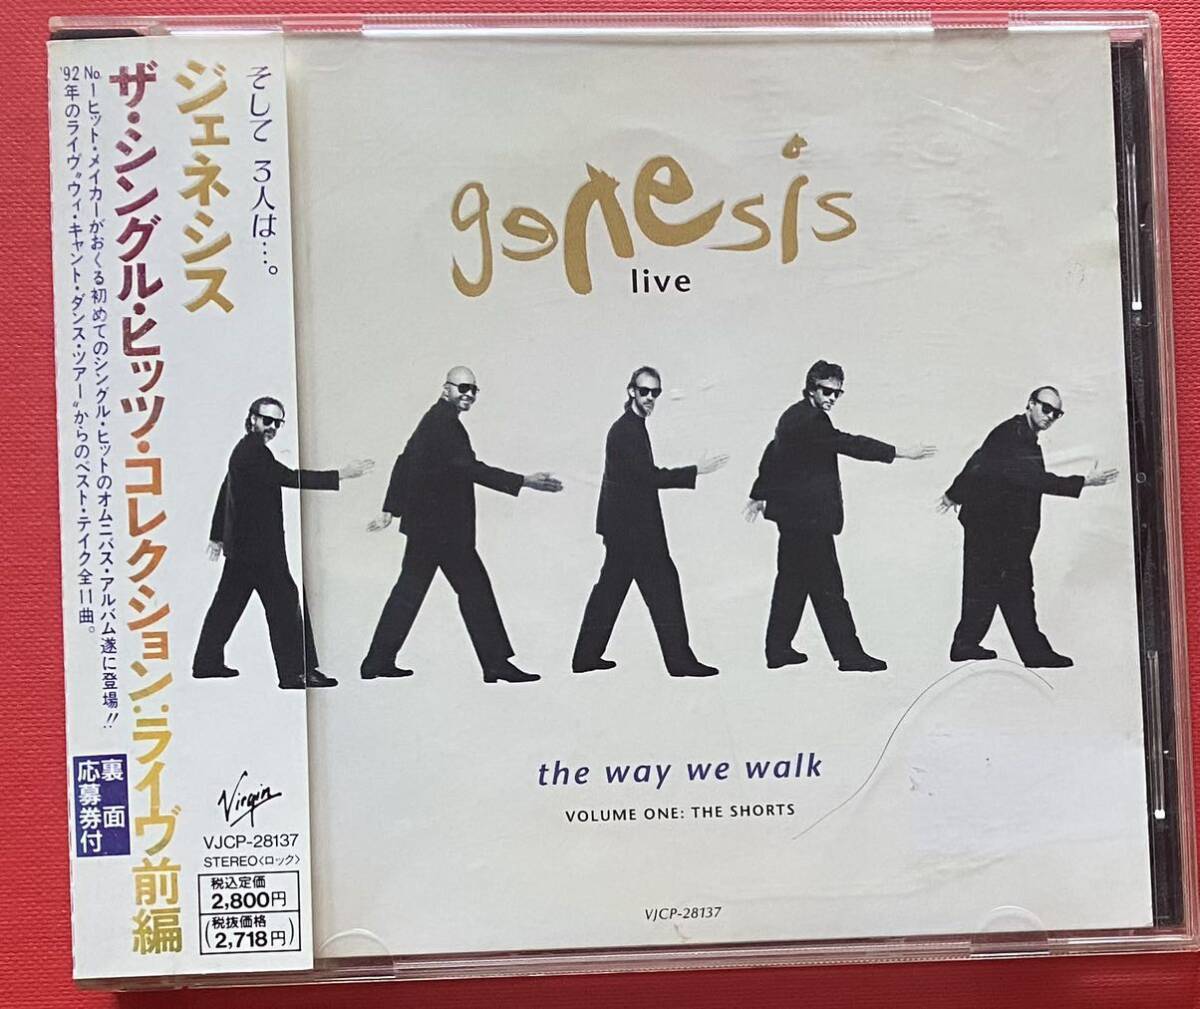 そして3人は…。
ジェネシス
ザ・シングル・ヒッツ・コレクション:ライヴ前編
No.1ヒット・メイカーがおくる初めてのシングル・ヒットのオムニバス・アルバム遂に登場!!
'92年のライヴ“ウィ・キャント・ダンス・ツアー”からのベスト・テイク全11曲。
裏面
応募券付
Virgin
VJCP-28137
STEREO〈ロック〉
税込定価
2,800円
(税抜価格
2,718円)
genesis
live
the way we walk
VOLUME ONE: THE SHORTS
VJCP-28137